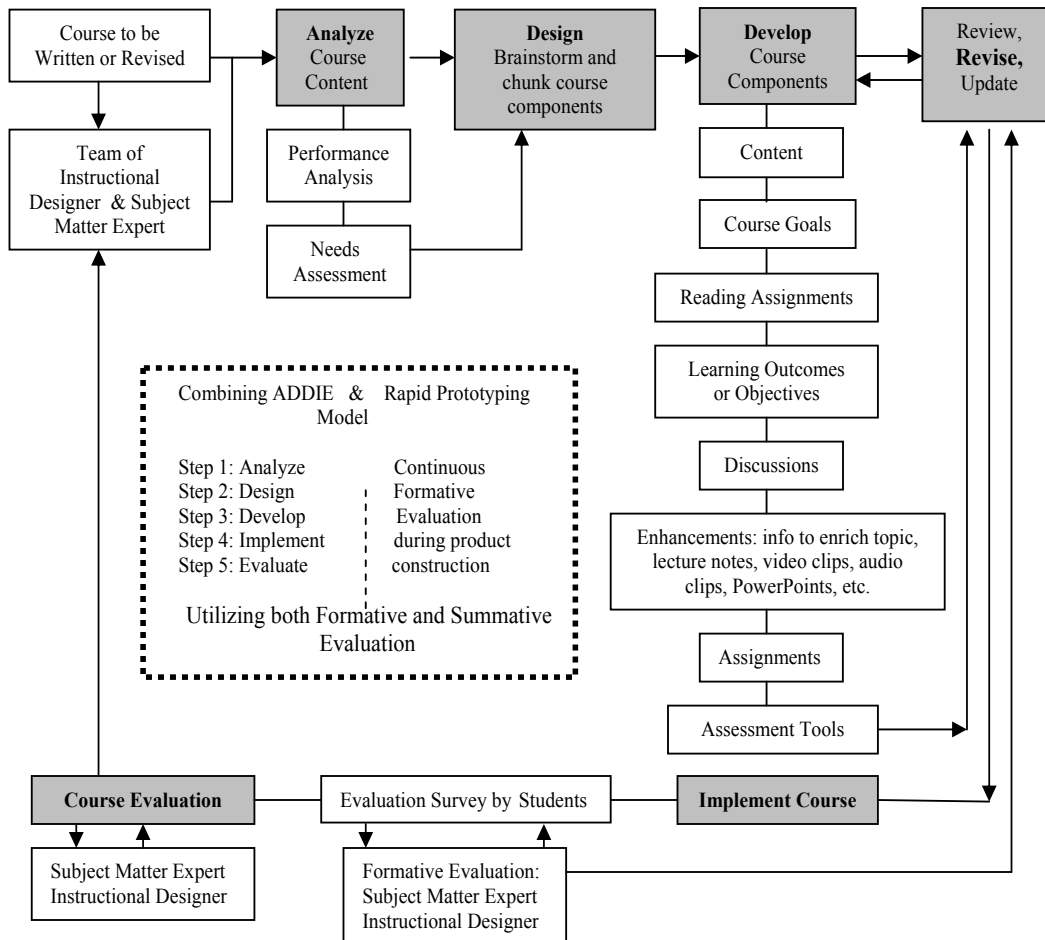 Course to be
Written or Revised
Analyze
Course
Content
Design
Brainstorm and
chunk course
components
Develop
Course
Components
Review,
Revise,
Update
Team of
Instructional
Designer & Subject
Matter Expert
Performance
Analysis
Needs
Assessment
Content
Course Goals
Reading Assignments
Learning Outcomes
or Objectives
Discussions
Enhancements: info to enrich topic,
lecture notes, video clips, audio
clips, PowerPoints, etc.
Assignments
Assessment Tools
Combining ADDIE & Rapid Prototyping
Model
Step 1: Analyze
Step 2: Design
Step 3: Develop
Step 4: Implement
Step 5: Evaluate
Continuous
Formative
Evaluation
during product
construction
Utilizing both Formative and Summative
Evaluation
Course Evaluation
Evaluation Survey by Students
Implement Course
Subject Matter Expert
Instructional Designer
Formative Evaluation:
Subject Matter Expert
Instructional Designer